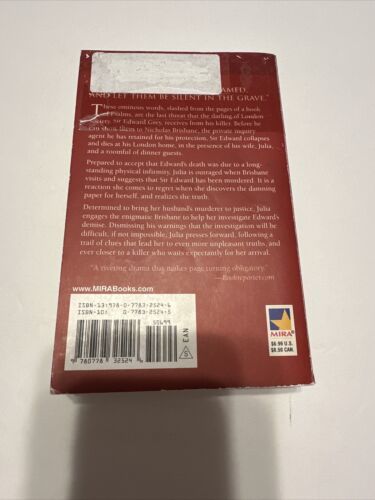 AMED,
AND LET THEM BE SILENT IN THE GRAVE."
These ominous words, slashed from the pages of a book
of Psalms, are the last threat that the darling of London
society, Sir Edward Grey, receives from his killer. Before he
can show them to Nicholas Brisbane, the private inquiry
agent he has retained for his protection, Sir Edward collapses
and dies at his London home, in the presence of his wife, Julia,
and a roomful of dinner guests.
Prepared to accept that Edward's death was due to a long-
standing physical infirmity, Julia is outraged when Brisbane
visits and suggests that Sir Edward has been murdered. It is a
reaction she comes to regret when she discovers the damning
paper for herself, and realizes the truth.
Determined to bring her husband's murderer to justice, Julia
engages the enigmatic Brisbane to help her investigate Edward's
demise. Dismissing his warnings that the investigation will be
difficult, if not impossible, Julia presses forward, following a
trail of clues that lead her to even more unpleasant truths, and
ever closer to a killer who waits expectantly for her arrival.
"A riveting drama that makes page turning obligatory."
—Bookreporter.com
www.MIRABooks.com
ISBN-13: 978-0-7783-2524-6
ISBN-10: 0-7783-2524-5
50699
9 780778 325246
S
EAN
MIRA
$6.99 U.S.
$8.50 CAN.